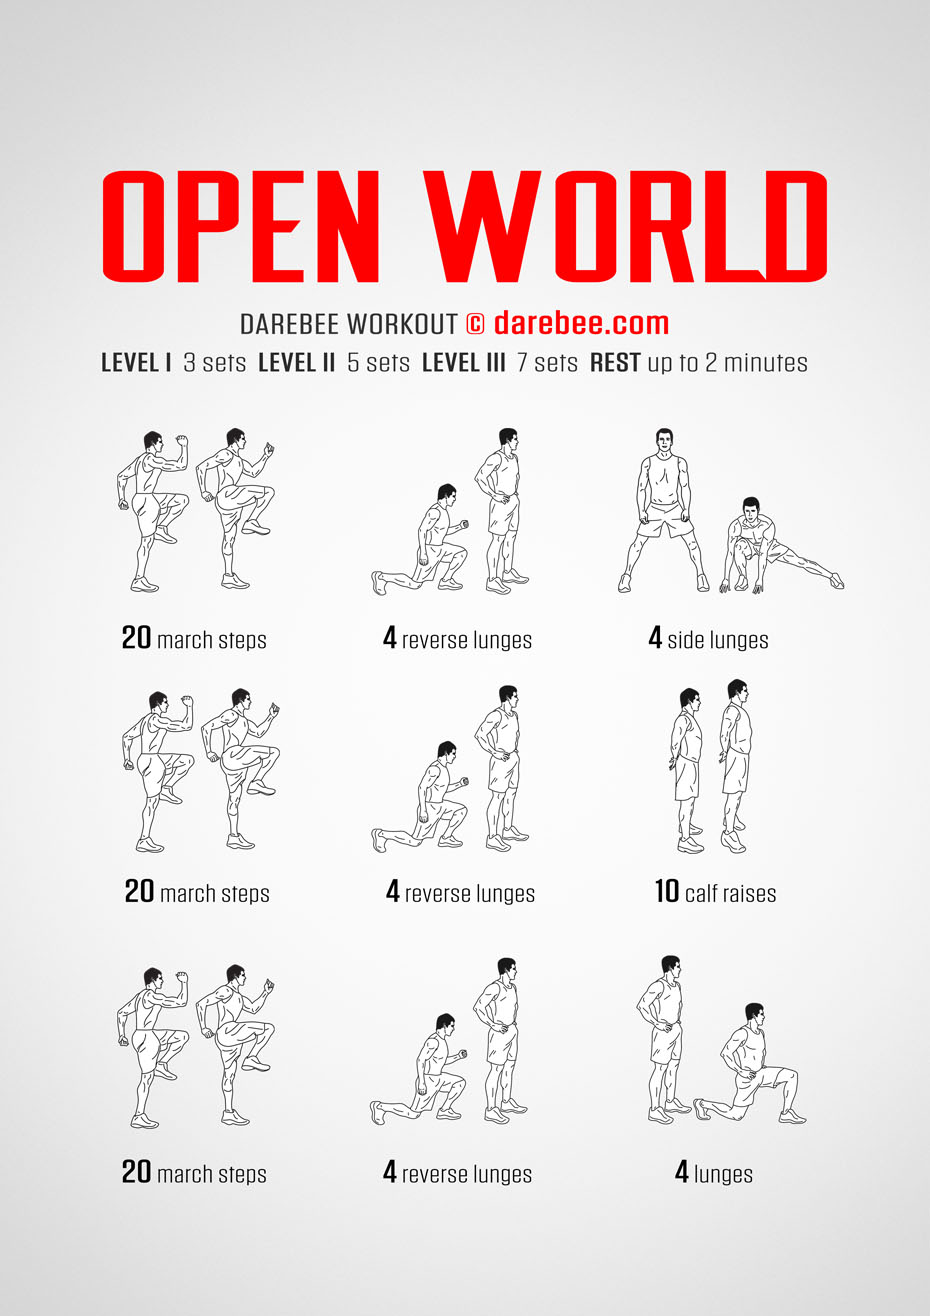 OPEN WORLD
DAREBEE WORKOUT © darebee.com
LEVEL I 3 sets LEVEL II 5 sets LEVEL III 7 sets REST up to 2 minutes
20 march steps 4 reverse lunges 4 side lunges
20 march steps 4 reverse lunges 10 calf raises
20 march steps 4 reverse lunges 4 lunges